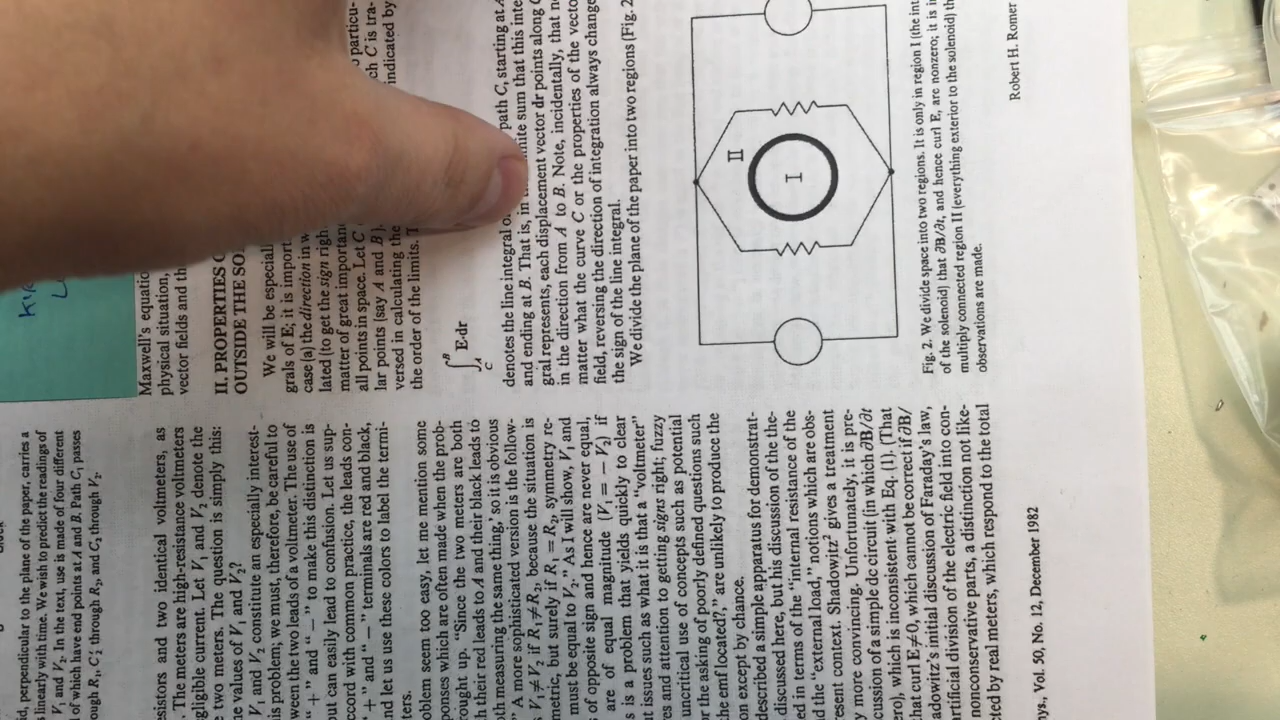 id, perpendicular to the plane of the paper, carries a
s linearly with time. We wish to predict the readings of
V₁ and V₂. In the text, use is made of four different
l of which have end points at A and B. Path C₁ passes
ough R₁, C₂′ through R₂, and C₂ through V₂.
esistors and two identical voltmeters, as
. The meters are high-resistance voltmeters
gligible current. Let V₁ and V₂ denote the
e two meters. The question is simply this:
e values of V₁ and V₂?
V₁ and V₂ constitute an especially interest-
is problem; we must, therefore, be careful to
ween the two leads of a voltmeter. The use of
" + " and " − " to make this distinction is
but can easily lead to confusion. Let us sup-
accord with common practice, the leads con-
" + " and " − " terminals are red and black,
nd let us use these colors to label the termi-
ters.
oblem seem too easy, let me mention some
ponses which are often made when the prob-
rought up. "Since the two meters are both
h their red leads to A and their black leads to
oth measuring the same thing,' so it is obvious
" A more sophisticated version is the follow-
s V₁≠V₂ if R₁≠R₂, because the situation is
metric, but surely if R₁ = R₂, symmetry re-
must be equal to V₂." As I will show, V₁ and
s of opposite sign and hence are never equal,
are of equal magnitude (V₁ = − V₂) if
s is a problem that yields quickly to clear
t issues such as what it is that a "voltmeter"
es and attention to getting signs right; fuzzy
uncritical use of concepts such as potential
r the asking of poorly defined questions such
the emf located?," are unlikely to produce the
on except by chance.
described a simple apparatus for demonstrat-
discussed here, but his discussion of the the-
ed in terms of the "internal resistance of the
nd the "external load," notions which are obs-
resent context. Shadowitz² gives a treatment
y more convincing. Unfortunately, it is pre-
cussion of a simple dc circuit (in which ∂B/∂t
ero), which is inconsistent with Eq. (1). (That
that curl E≠0, which cannot be correct if ∂B/
adowitz's initial discussion of Faraday's law,
artificial division of the electric field into con-
nonconservative parts, a distinction not like-
cted by real meters, which respond to the total
hys., Vol. 50, No. 12, December 1982
Maxwell's equatio
physical situation,
vector fields and th
II. PROPERTIES O
OUTSIDE THE SO
We will be especiall
grals of E; it is import
case (a) the direction in w
lated (to get the sign righ
matter of great importan
all points in space. Let C
lar points (say A and B).
versed in calculating the
the order of the limits. T
particu-
ch C is tra-
indicated by
∫ᴮ_A C E·dr
denotes the line integral o path C, starting at A
and ending at B. That is, in nite sum that this inte
gral represents, each displacement vector dr points along C
in the direction from A to B. Note, incidentally, that n
matter what the curve C or the properties of the vecto
field, reversing the direction of integration always change
the sign of the line integral.
We divide the plane of the paper into two regions (Fig. 2
II
I
Fig. 2. We divide space into two regions. It is only in region I (the int
of the solenoid) that ∂B/∂t, and hence curl E, are nonzero; it is i
multiply connected region II (everything exterior to the solenoid) th
observations are made.
Robert H. Romer